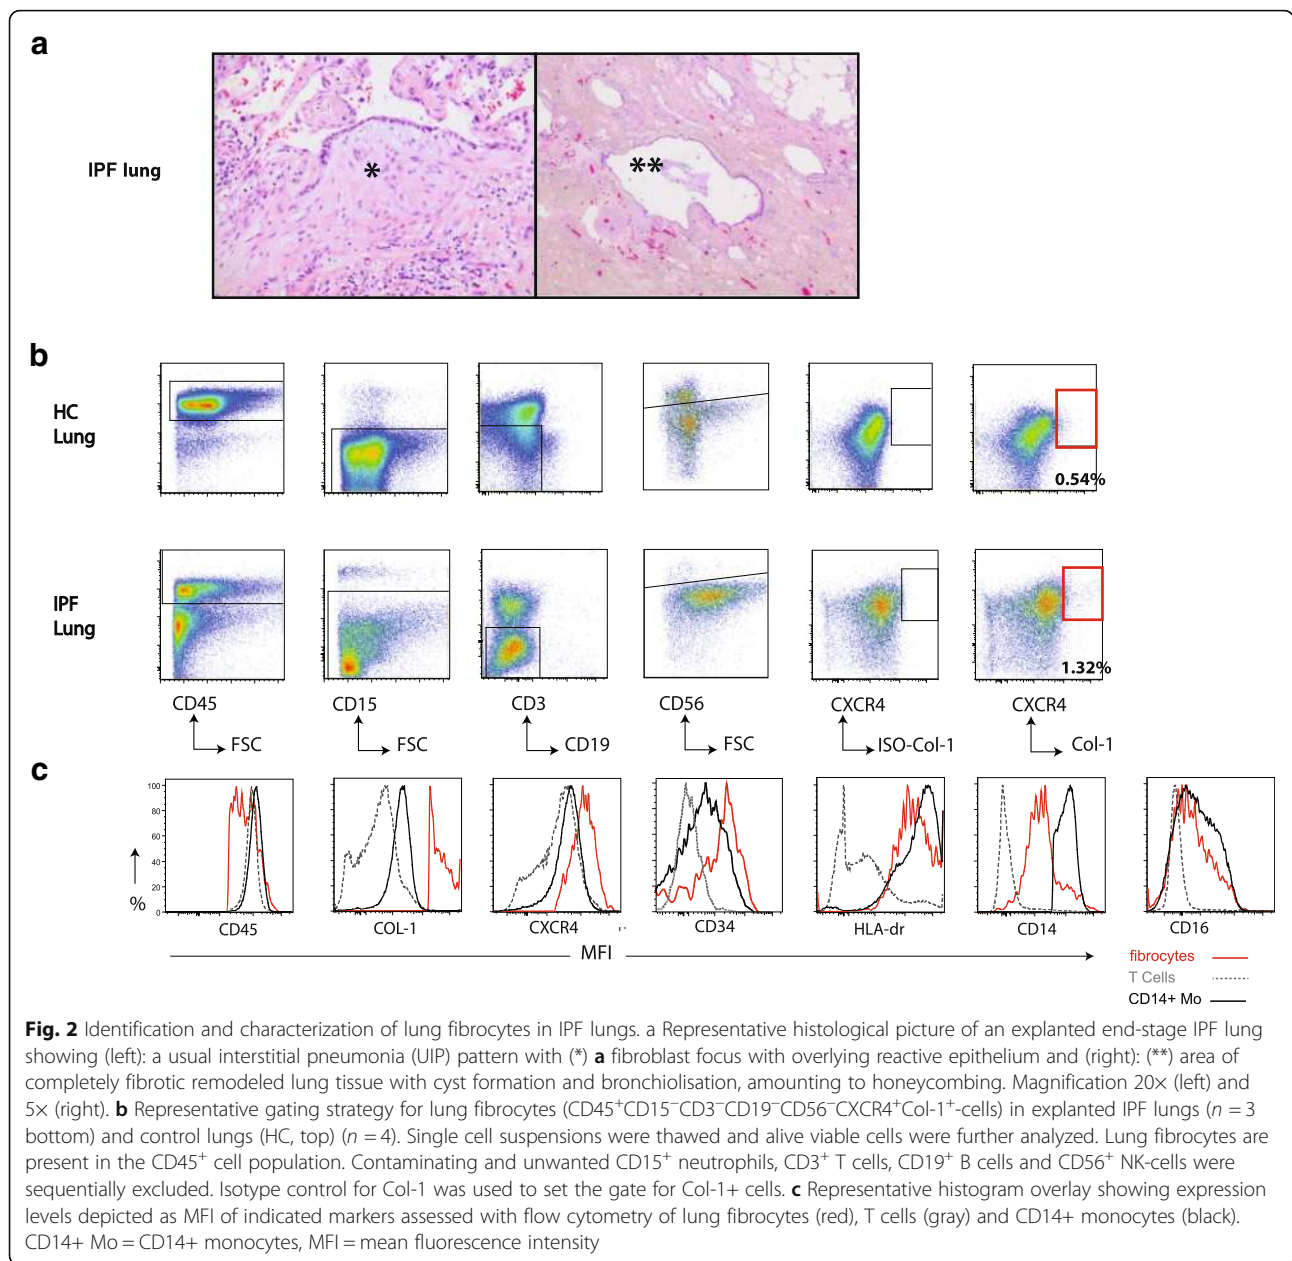 a
IPF lung
*
**
b
HC
Lung
0.54%
IPF
Lung
1.32%
CD45
FSC
CD15
FSC
CD3
CD19
CD56
FSC
CXCR4
ISO-Col-1
CXCR4
Col-1
c
100
80
60
40
20
0
%
CD45
COL-1
CXCR4
CD34
HLA-dr
CD14
CD16
MFI
fibrocytes
T Cells
CD14+ Mo
Fig. 2 Identification and characterization of lung fibrocytes in IPF lungs. a Representative histological picture of an explanted end-stage IPF lung
showing (left): a usual interstitial pneumonia (UIP) pattern with (*) a fibroblast focus with overlying reactive epithelium and (right): (**) area of
completely fibrotic remodeled lung tissue with cyst formation and bronchiolisation, amounting to honeycombing. Magnification 20× (left) and
5× (right). b Representative gating strategy for lung fibrocytes (CD45⁺CD15⁻CD3⁻CD19⁻CD56⁻CXCR4⁺Col-1⁺-cells) in explanted IPF lungs (n = 3
bottom) and control lungs (HC, top) (n = 4). Single cell suspensions were thawed and alive viable cells were further analyzed. Lung fibrocytes are
present in the CD45⁺ cell population. Contaminating and unwanted CD15⁺ neutrophils, CD3⁺ T cells, CD19⁺ B cells and CD56⁺ NK-cells were
sequentially excluded. Isotype control for Col-1 was used to set the gate for Col-1+ cells. c Representative histogram overlay showing expression
levels depicted as MFI of indicated markers assessed with flow cytometry of lung fibrocytes (red), T cells (gray) and CD14+ monocytes (black).
CD14+ Mo = CD14+ monocytes, MFI = mean fluorescence intensity